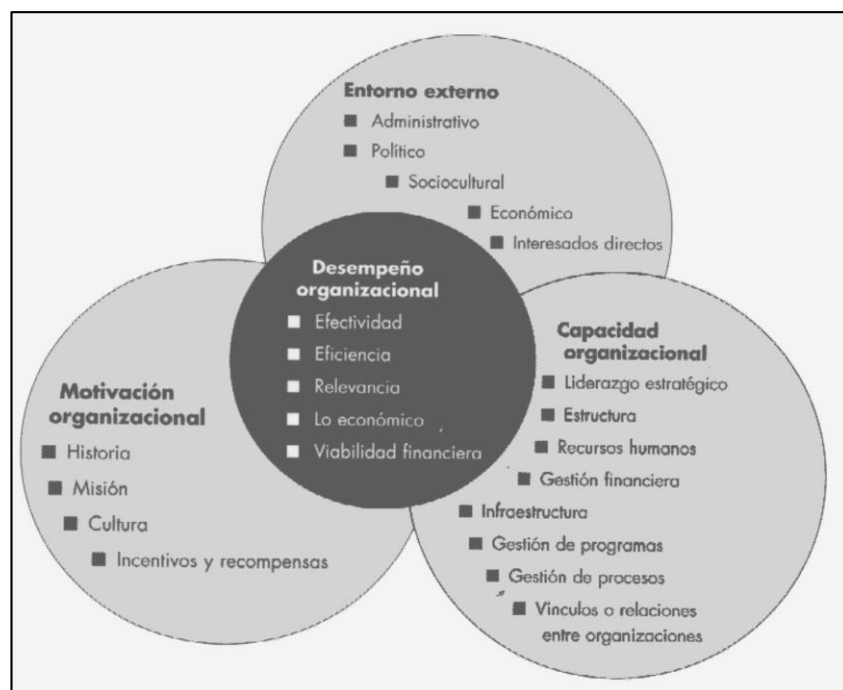 Entorno externo
Administrativo
Político
Sociocultural
Económico
Interesados directos
Desempeño
organizacional
Efectividad
Eficiencia
Relevancia
Lo económico
Viabilidad financiera
Motivación
organizacional
Historia
Misión
Cultura
Incentivos y recompensas
Capacidad
organizacional
Liderazgo estratégico
Estructura
Recursos humanos
Gestión financiera
Infraestructura
Gestión de programas
Gestión de procesos
Vínculos o relaciones
entre organizaciones